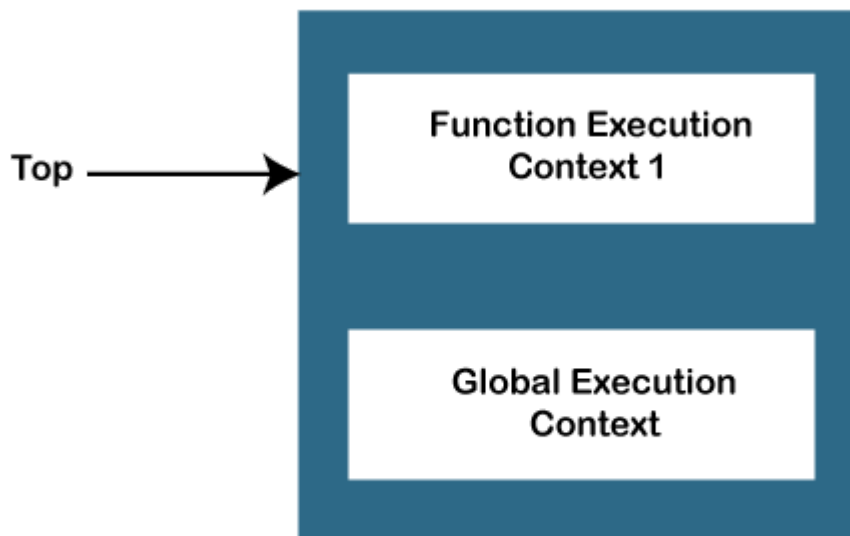 Function Execution
Context 1
Top
Global Execution
Context